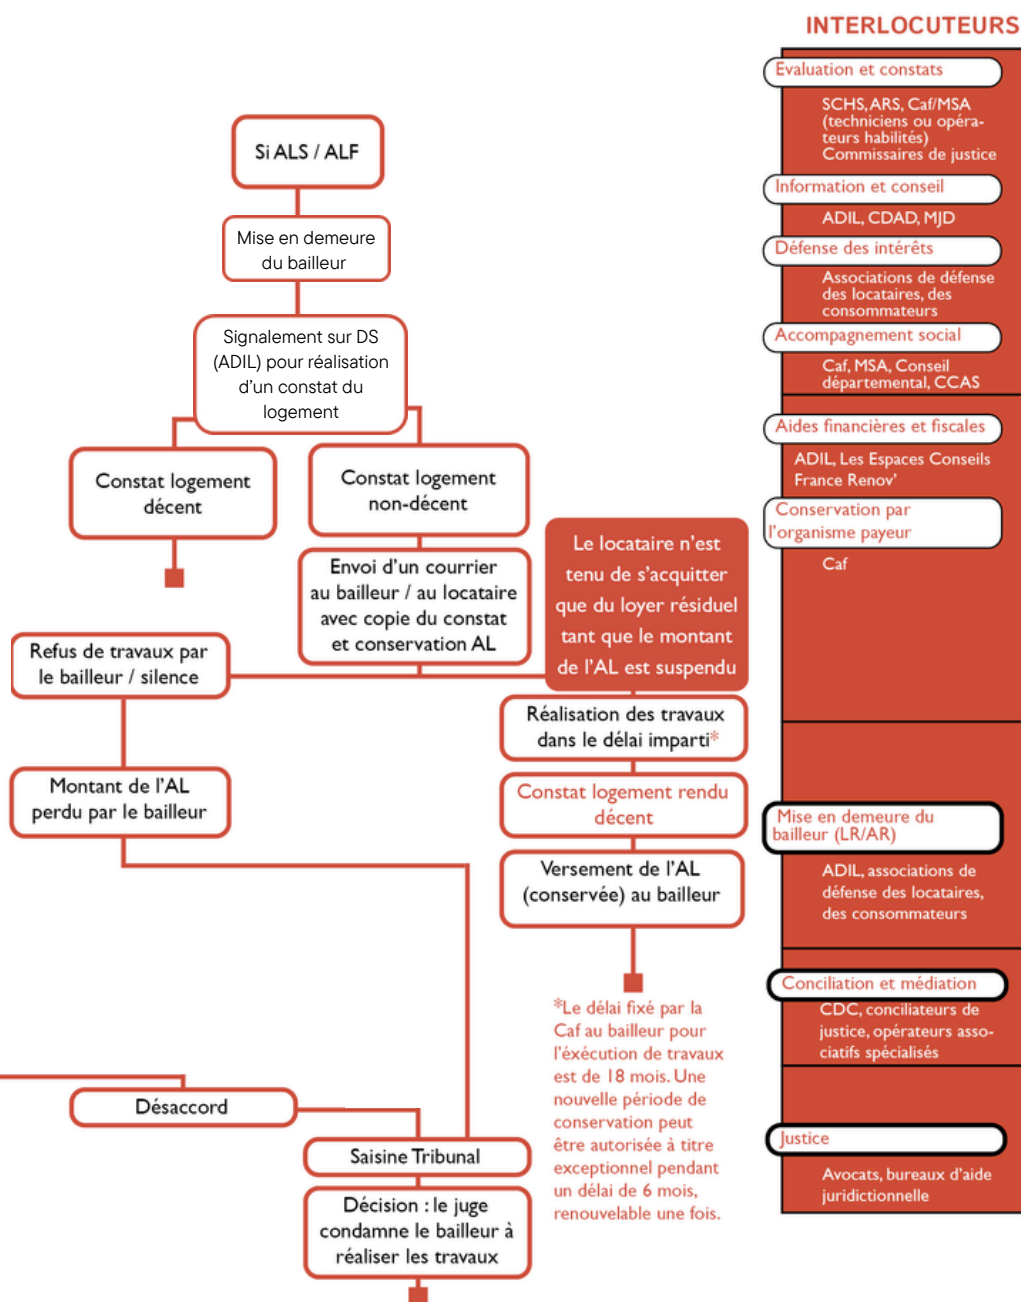 INTERLOCUTEURS
Evaluation et constats
SCHS, ARS, Caf/MSA
(techniciens ou opéra-
teurs habilités)
Commissaires de justice
Information et conseil
ADIL, CDAD, MJD
Défense des intérêts
Associations de défense
des locataires, des
consommateurs
Accompagnement social
Caf, MSA, Conseil
départemental, CCAS
Aides financières et fiscales
ADIL, Les Espaces Conseils
France Renov’
Conservation par
l’organisme payeur
Caf
Mise en demeure du
bailleur (LR/AR)
ADIL, associations de
défense des locataires,
des consommateurs
Conciliation et médiation
CDC, conciliateurs de
justice, opérateurs asso-
ciatifs spécialisés
Justice
Avocats, bureaux d’aide
juridictionnelle
Si ALS / ALF
Mise en demeure
du bailleur
Signalement sur DS
(ADIL) pour réalisation
d’un constat du
logement
Constat logement
décent
Constat logement
non-décent
Envoi d’un courrier
au bailleur / au locataire
avec copie du constat
et conservation AL
Le locataire n’est
tenu de s’acquitter
que du loyer résiduel
tant que le montant
de l’AL est suspendu
Refus de travaux par
le bailleur / silence
Montant de l’AL
perdu par le bailleur
Réalisation des travaux
dans le délai imparti*
Constat logement rendu
décent
Versement de l’AL
(conservée) au bailleur
*Le délai fixé par la
Caf au bailleur pour
l’éxécution de travaux
est de 18 mois. Une
nouvelle période de
conservation peut
être autorisée à titre
exceptionnel pendant
un délai de 6 mois,
renouvelable une fois.
Désaccord
Saisine Tribunal
Décision : le juge
condamne le bailleur à
réaliser les travaux